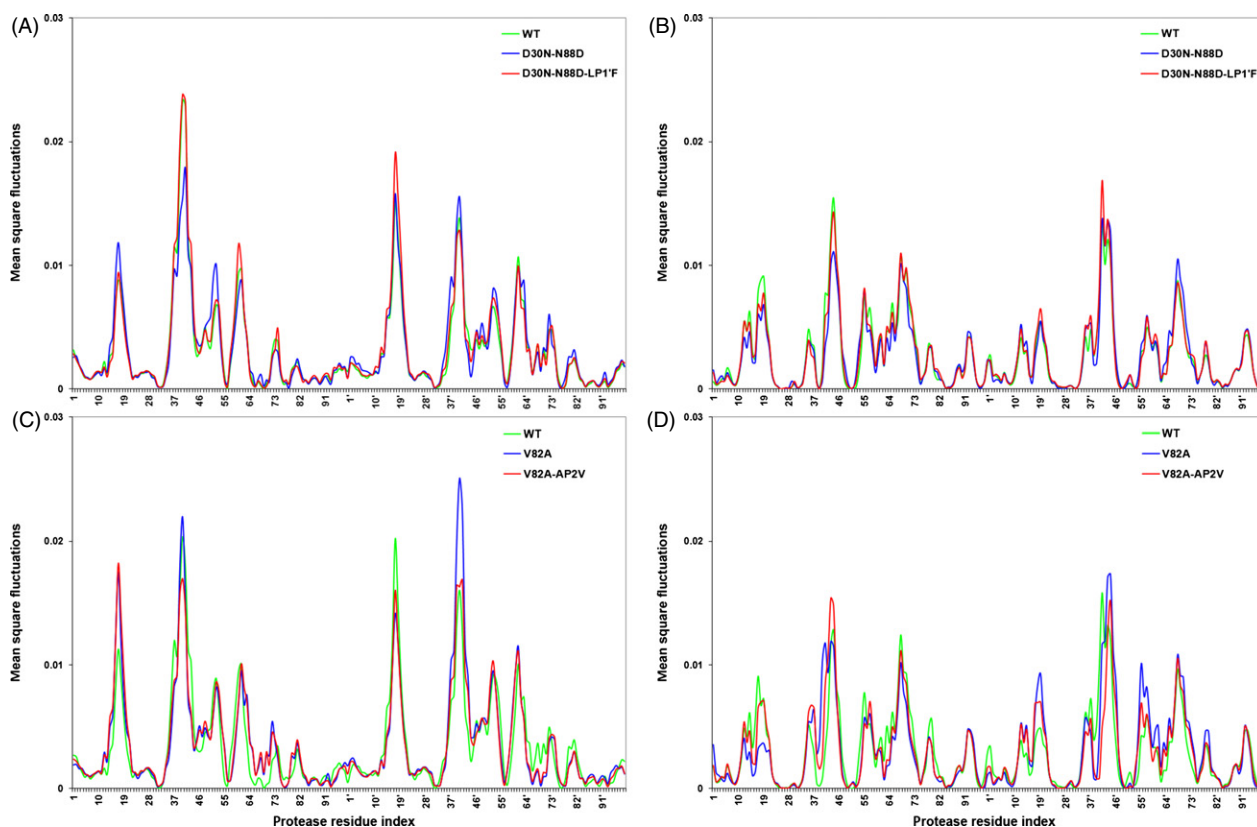 (A)
0.03
0.02
0.01
0
Mean square fluctuations
WT
D30N-N88D
D30N-N88D-LP1'F
1 10 19 28 37 46 55 64 73 82 91 1' 10' 19' 28' 37' 46' 55' 64' 73' 82' 91'
(B)
0.03
0.02
0.01
0
Mean square fluctuations
WT
D30N-N88D
D30N-N88D-LP1'F
1 10 19 28 37 46 55 64 73 82 91 1' 10' 19' 28' 37' 46' 55' 64' 73' 82' 91'
(C)
0.03
0.02
0.01
0
Mean square fluctuations
WT
V82A
V82A-AP2V
1 10 19 28 37 46 55 64 73 82 91 1' 10' 19' 28' 37' 46' 55' 64' 73' 82' 91'
Protease residue index
(D)
0.03
0.02
0.01
0
Mean square fluctuations
WT
V82A
V82A-AP2V
1 10 19 28 37 46 55 64 73 82 91 1' 10' 19' 28' 37' 46' 55' 64' 73' 82' 91'
Protease residue index